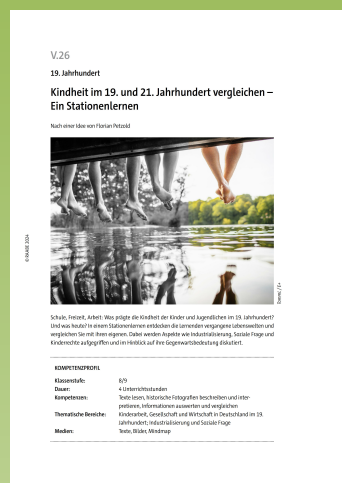 V.26
19. Jahrhundert
Kindheit im 19. und 21. Jahrhundert vergleichen –
Ein Stationenlernen
Nach einer Idee von Florian Petzold
© RAABE 2024
Schule, Freizeit, Arbeit: Was prägte die Kindheit der Kinder und Jugendlichen im 19. Jahrhundert?
Und was heute? In einem Stationenlernen entdecken die Lernenden vergangene Lebenswelten und
vergleichen Sie mit ihren eigenen. Dabei werden Aspekte wie Industrialisierung, Soziale Frage und
Kinderrechte aufgegriffen und im Hinblick auf ihre Gegenwartsbedeutung diskutiert.
KOMPETENZPROFIL
Klassenstufe: 8/9
Dauer: 4 Unterrichtsstunden
Kompetenzen: Texte lesen, historische Fotografien beschreiben und inter-
pretieren, Informationen auswerten und vergleichen
Thematische Bereiche: Kinderarbeit, Gesellschaft und Wirtschaft in Deutschland im 19.
Jahrhundert; Industrialisierung und Soziale Frage
Medien: Texte, Bilder, Mindmap